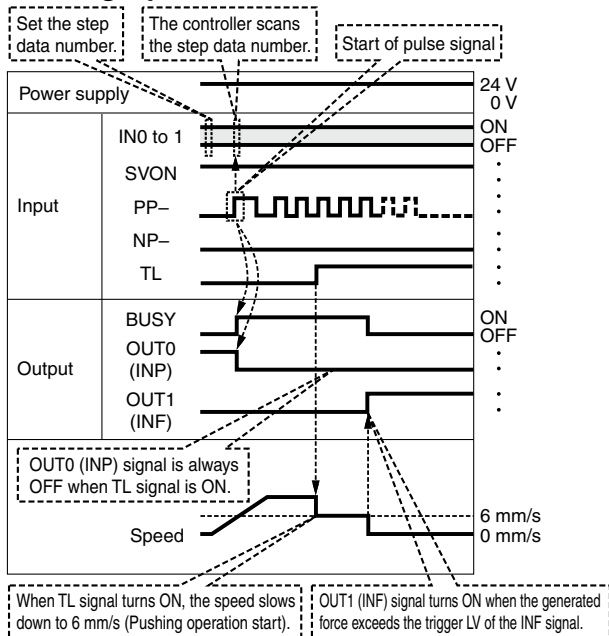 Set the step
data number.
The controller scans
the step data number.
Start of pulse signal
Power supply
24 V
0 V
Input
IN0 to 1
ON
OFF
SVON
PP–
NP–
TL
Output
BUSY
ON
OFF
OUT0
(INP)
OUT1
(INF)
OUT0 (INP) signal is always
OFF when TL signal is ON.
Speed
6 mm/s
0 mm/s
When TL signal turns ON, the speed slows
down to 6 mm/s (Pushing operation start).
OUT1 (INF) signal turns ON when the generated
force exceeds the trigger LV of the INF signal.